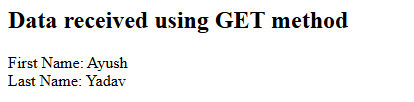 Data received using GET method
First Name: Ayush
Last Name: Yadav